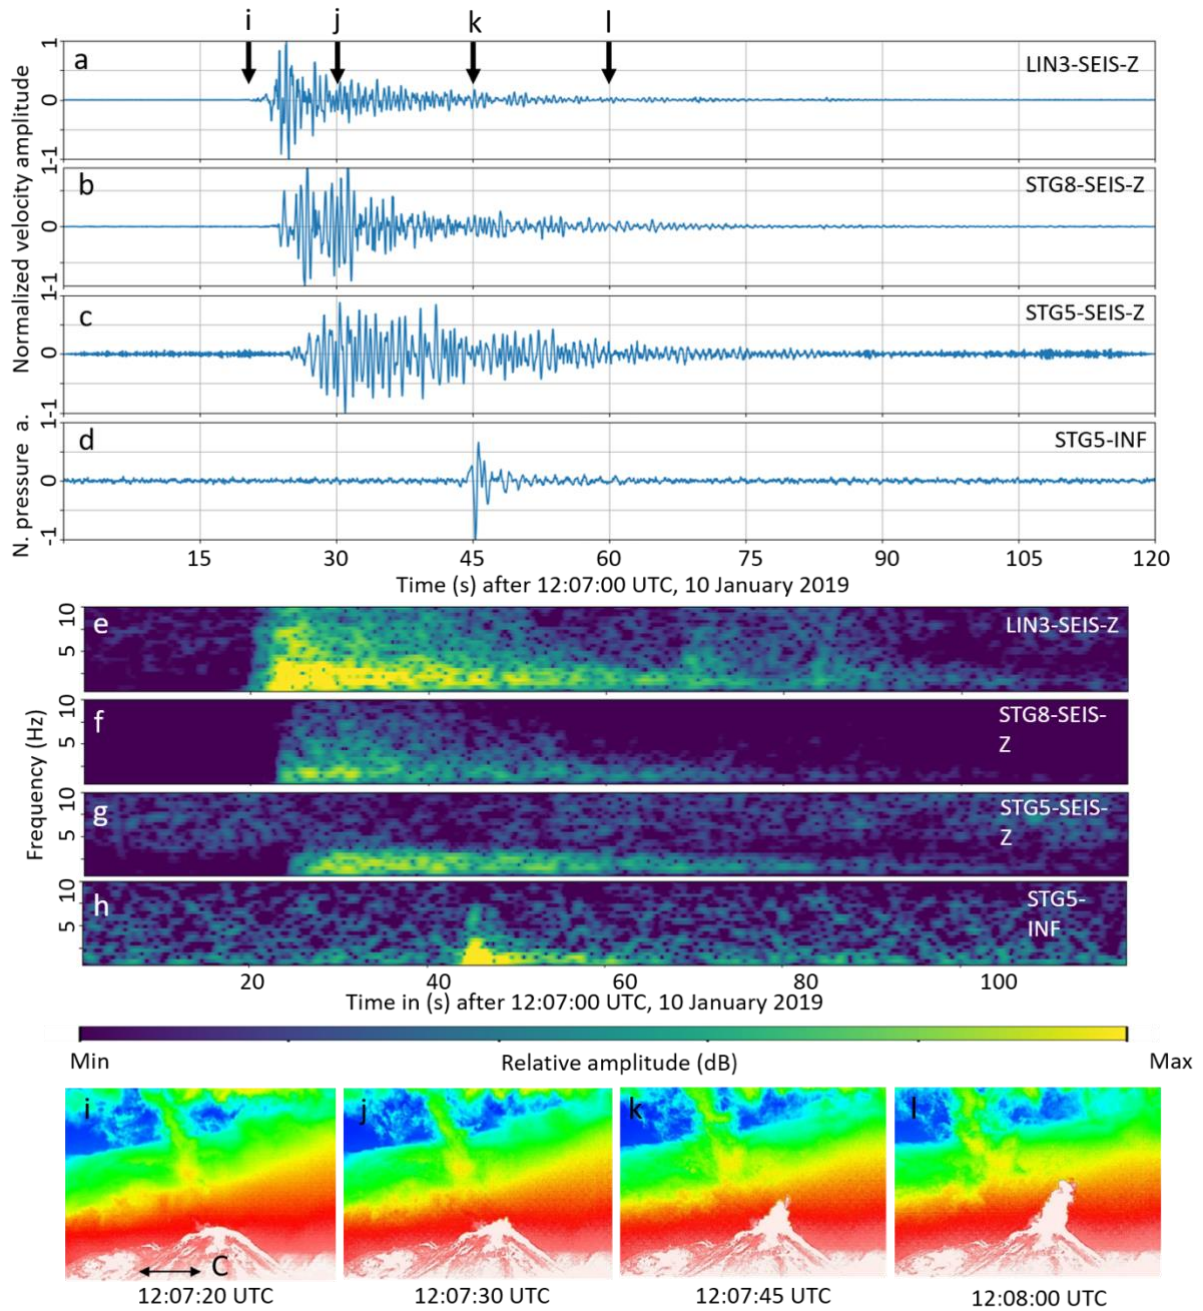 i j k l
a
LIN3-SEIS-Z
1
0
-1
b
STG8-SEIS-Z
1
0
-1
c
STG5-SEIS-Z
1
0
-1
d
STG5-INF
1
0
-1
Normalized velocity amplitude
N. pressure a.
15 30 45 60 75 90 105 120
Time (s) after 12:07:00 UTC, 10 January 2019
e
LIN3-SEIS-Z
10
5
f
STG8-SEIS-
Z
10
5
g
STG5-SEIS-
Z
10
5
h
STG5-
INF
10
5
Frequency (Hz)
20 40 60 80 100
Time in (s) after 12:07:00 UTC, 10 January 2019
Min Relative amplitude (dB) Max
i j k l
C
12:07:20 UTC 12:07:30 UTC 12:07:45 UTC 12:08:00 UTC